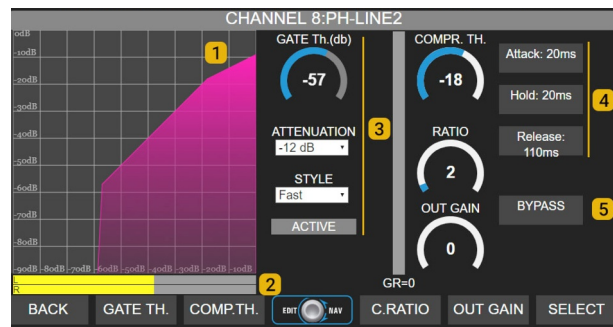 CHANNEL 8:PH-LINE2
0dB
-10dB
-20dB
-30dB
-40dB
-50dB
-60dB
-70dB
-80dB
-90dB -80dB -70dB -60dB -50dB -40dB -30dB -20dB -10dB
1
GATE Th.(db)
-57
ATTENUATION
-12 dB
STYLE
Fast
ACTIVE
3
COMPR. TH.
-18
RATIO
2
OUT GAIN
0
GR=0
Attack: 20ms
Hold: 20ms
Release:
110ms
4
BYPASS
5
L
R
2
BACK
GATE TH.
COMP.TH.
EDIT
NAV
C.RATIO
OUT GAIN
SELECT